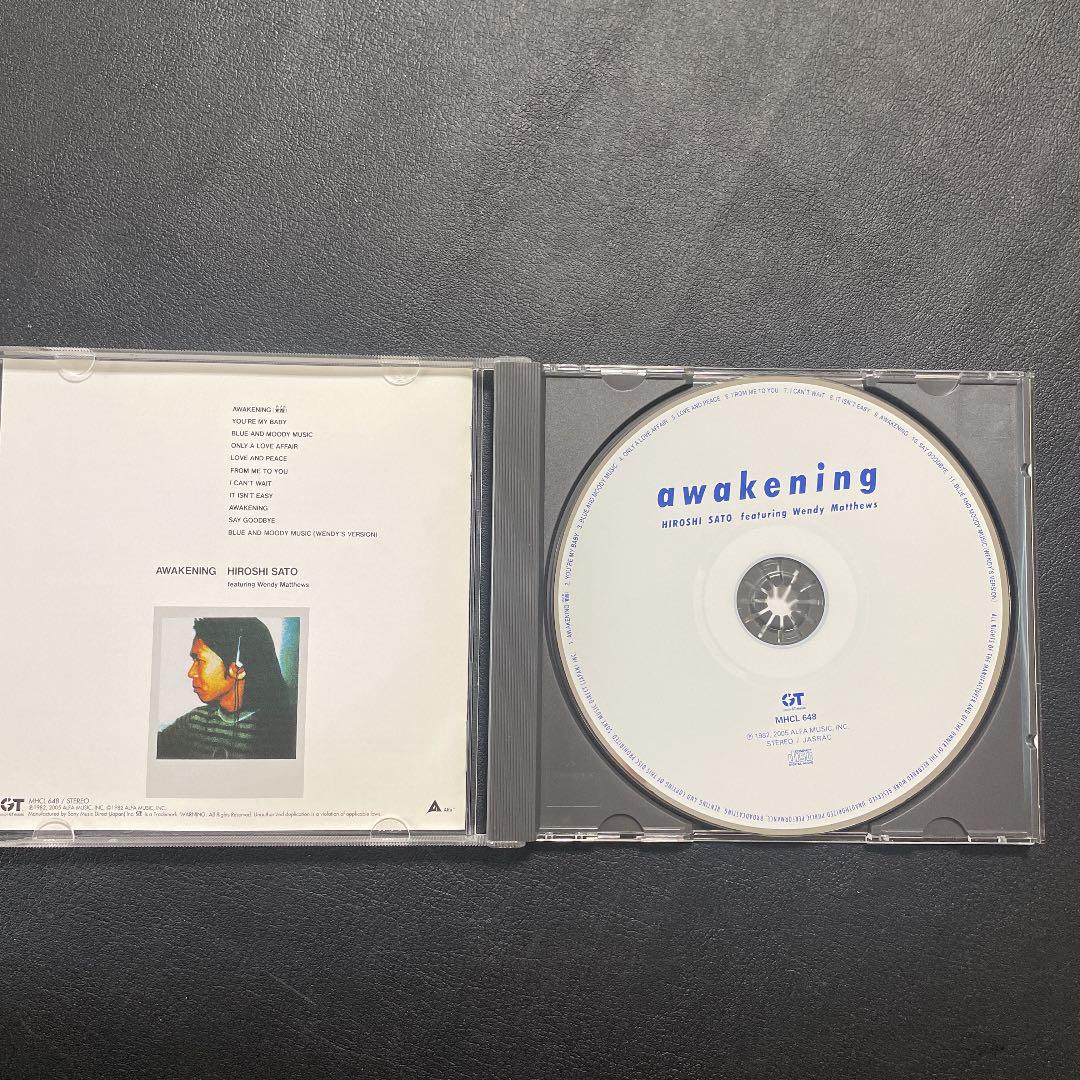 AWAKENING (覚醒)
YOU'RE MY BABY
BLUE AND MOODY MUSIC
ONLY A LOVE AFFAIR
LOVE AND PEACE
FROM ME TO YOU
I CAN'T WAIT
IT ISN'T EASY
AWAKENING
SAY GOODBYE
BLUE AND MOODY MUSIC (WENDY'S VERSION)
AWAKENING HIROSHI SATO
featuring Wendy Matthews
GT
MHCL 648 / STEREO
℗1982, 2005 ALFA MUSIC, INC. ©1982 ALFA MUSIC, INC.
Manufactured by Sony Music Direct (Japan) Inc. is a Trademark. WARNING: All Rights Reserved. Unauthorized duplication is a violation of applicable laws.
Alfa
1. AWAKENING (覚醒) 2. YOU'RE MY BABY 3. BLUE AND MOODY MUSIC 4. ONLY A LOVE AFFAIR 5. LOVE AND PEACE 6. FROM ME TO YOU 7. I CAN'T WAIT 8. IT ISN'T EASY 9. AWAKENING 10. SAY GOODBYE 11. BLUE AND MOODY MUSIC (WENDY'S VERSION)
awakening
HIROSHI SATO featuring Wendy Matthews
GT
MHCL 648
℗ 1982, 2005 ALFA MUSIC, INC.
STEREO / JASRAC
COMPACT
disc
DIGITAL AUDIO
ALL RIGHTS OF THE MANUFACTURER AND OF THE OWNER OF THE RECORDED WORK RESERVED. UNAUTHORIZED PUBLIC PERFORMANCE, BROADCASTING, RENTING AND COPYING OF THIS DISC PROHIBITED. SONY MUSIC DIRECT (JAPAN) INC.